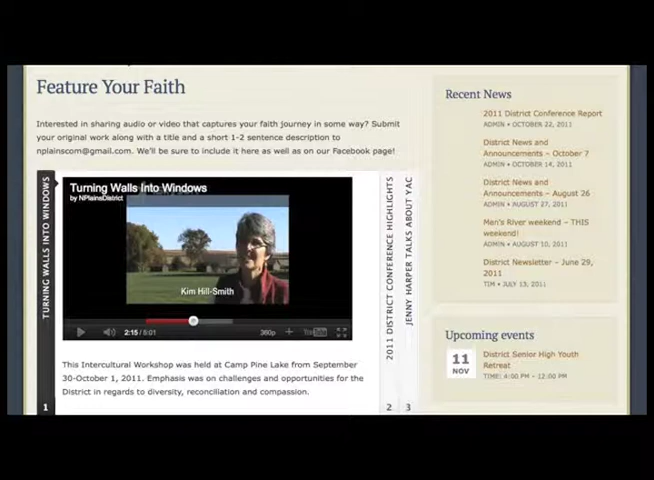 Feature Your Faith
Interested in sharing audio or video that captures your faith journey in some way? Submit
your original work along with a title and a short 1-2 sentence description to
nplainscom@gmail.com. We'll be sure to include it here as well as on our Facebook page!
TURNING WALLS INTO WINDOWS
1
Turning Walls Into Windows
by NPlainsDistrict
Kim Hill-Smith
2:15 / 5:01
360p
YouTube
This Intercultural Workshop was held at Camp Pine Lake from September
30-October 1, 2011. Emphasis was on challenges and opportunities for the
District in regards to diversity, reconciliation and compassion.
2011 DISTRICT CONFERENCE HIGHLIGHTS
2
JENNY HARPER TALKS ABOUT YAC
3
Recent News
2011 District Conference Report
ADMIN • OCTOBER 22, 2011
District News and
Announcements – October 7
ADMIN • OCTOBER 14, 2011
District News and
Announcements – August 26
ADMIN • AUGUST 27, 2011
Men's River weekend – THIS
weekend!
ADMIN • AUGUST 10, 2011
District Newsletter – June 29,
2011
TIM • JULY 13, 2011
Upcoming events
11
NOV
District Senior High Youth
Retreat
TIME: 4:00 PM – 12:00 PM